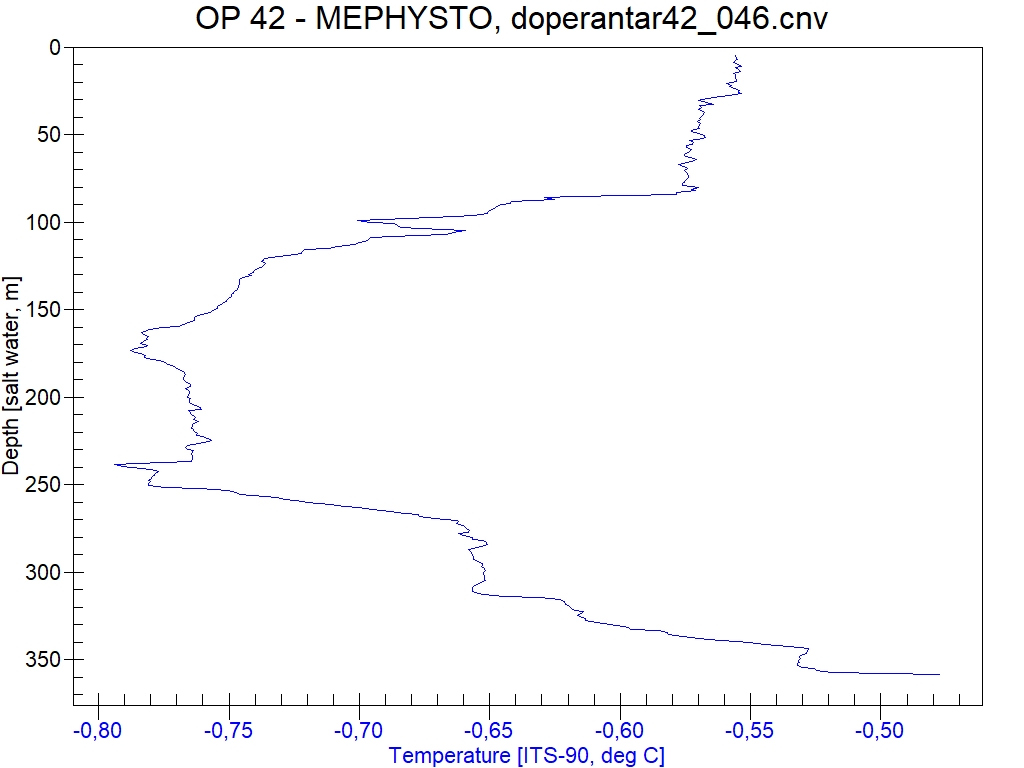 OP 42 - MEPHYSTO, doperantar42_046.cnv
0
50
100
150
200
250
300
350
Depth [salt water, m]
-0,80 -0,75 -0,70 -0,65 -0,60 -0,55 -0,50
Temperature [ITS-90, deg C]